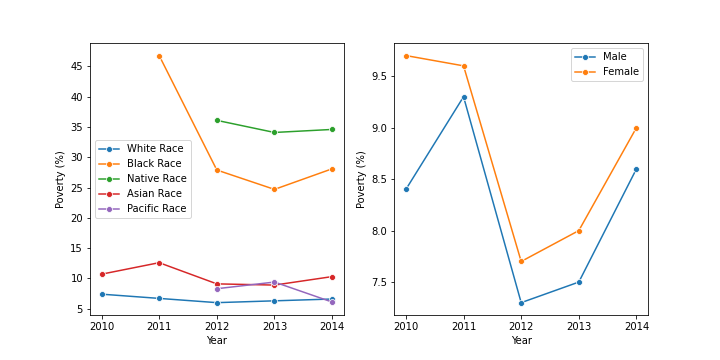 45
40
35
30
25
20
15
10
5
Poverty (%)
White Race
Black Race
Native Race
Asian Race
Pacific Race
2010 2011 2012 2013 2014
Year
9.5
9.0
8.5
8.0
7.5
Poverty (%)
Male
Female
2010 2011 2012 2013 2014
Year